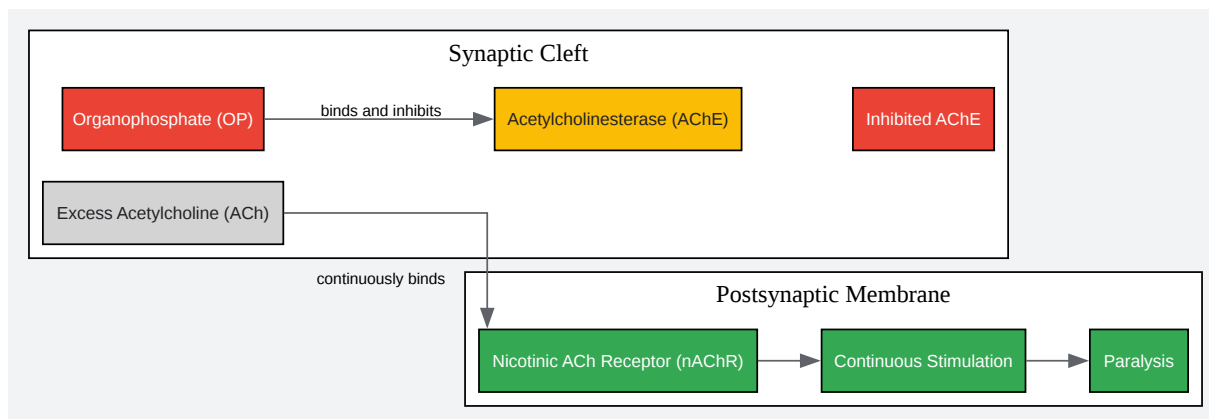 Synaptic Cleft
Organophosphate (OP)
binds and inhibits
Acetylcholinesterase (AChE)
Inhibited AChE
Excess Acetylcholine (ACh)
continuously binds
Postsynaptic Membrane
Nicotinic ACh Receptor (nAChR)
Continuous Stimulation
Paralysis